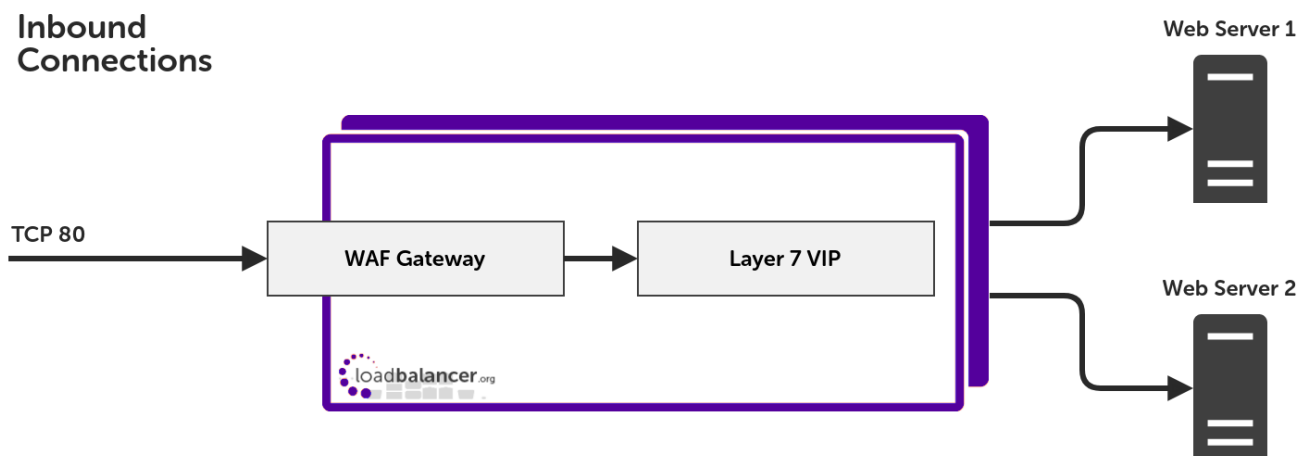 Inbound
Connections
Web Server 1
TCP 80
WAF Gateway
Layer 7 VIP
Web Server 2
loadbalancer.org